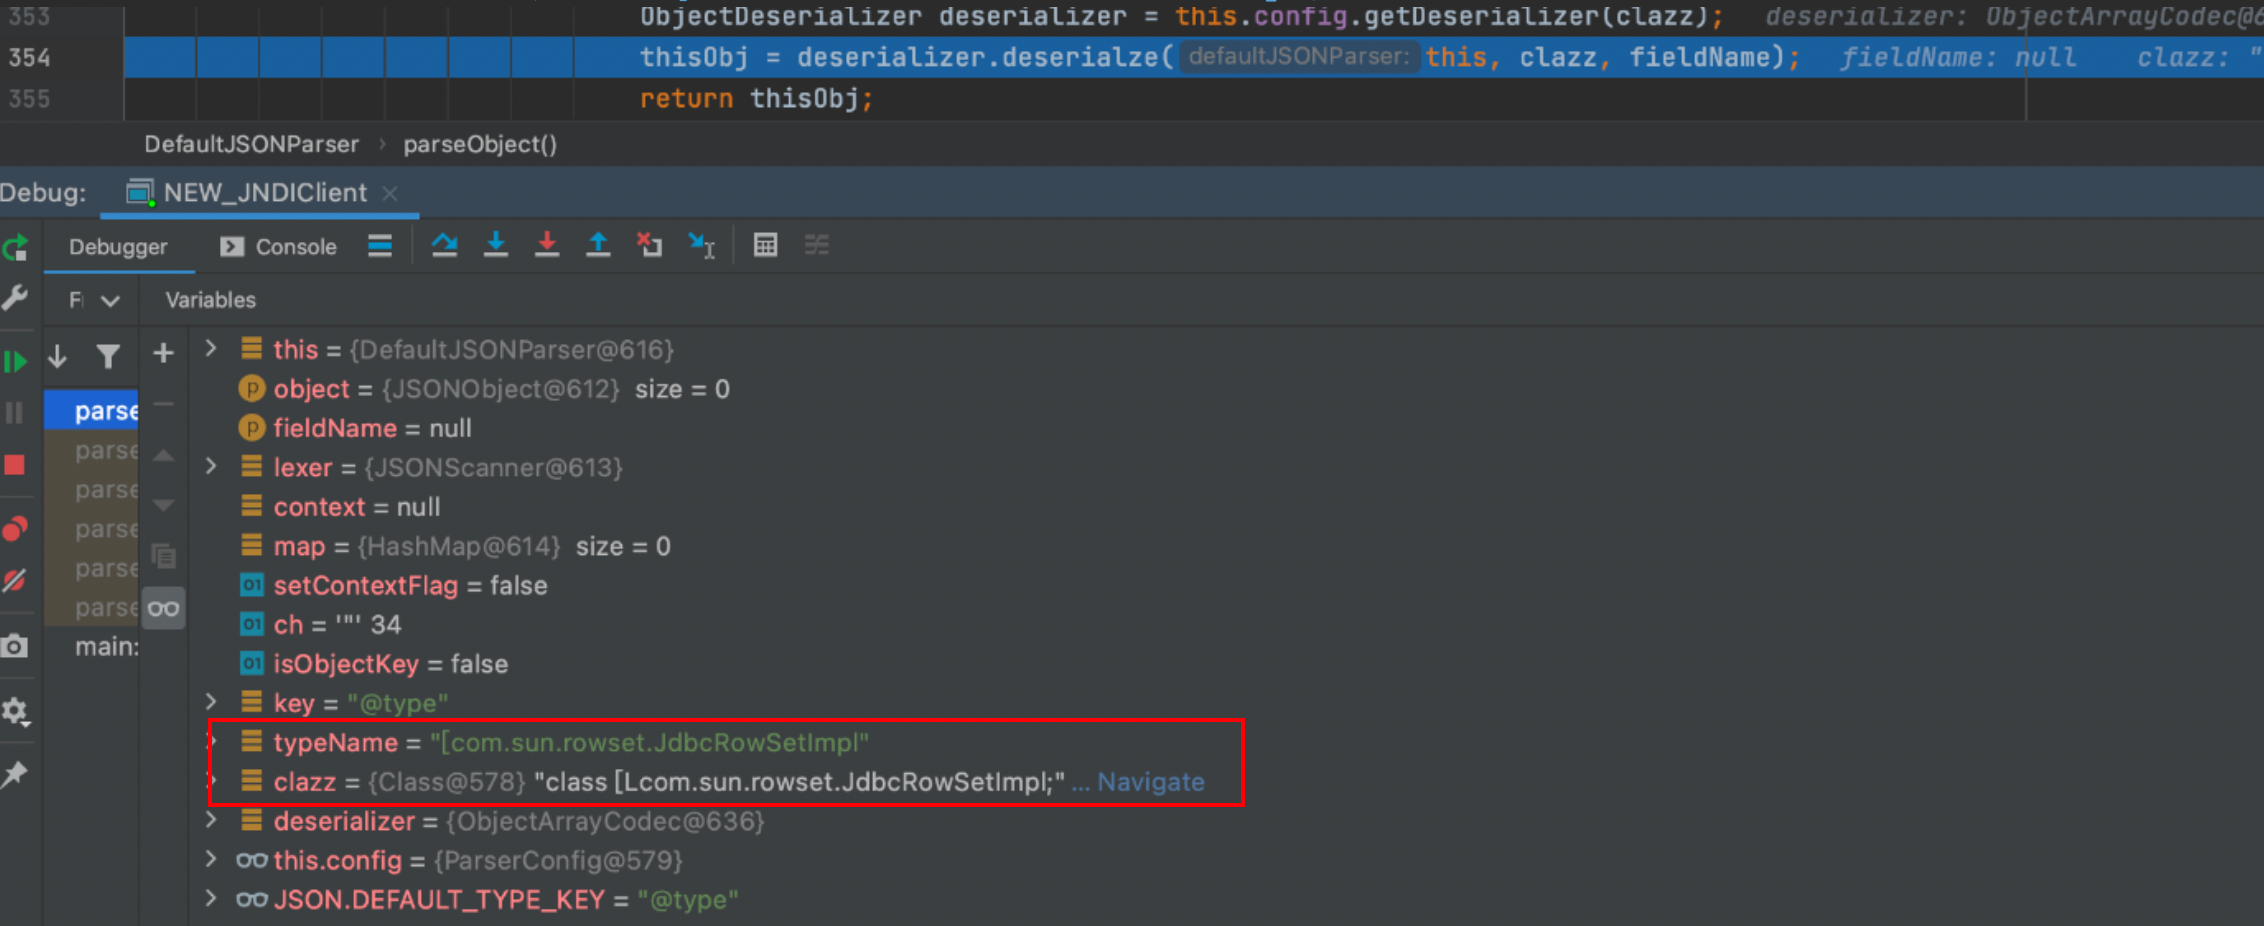 353 ObjectDeserializer deserializer = this.config.getDeserializer(clazz); deserializer: ObjectArrayCodec@6
354 thisObj = deserializer.deserialze( defaultJSONParser: this, clazz, fieldName); fieldName: null clazz: "
355 return thisObj;
DefaultJSONParser › parseObject()
Debug: NEW_JNDIClient ×
Debugger Console
Variables
this = {DefaultJSONParser@616}
object = {JSONObject@612} size = 0
parse
fieldName = null
parse
lexer = {JSONScanner@613}
parse
context = null
parse
map = {HashMap@614} size = 0
parse
setContextFlag = false
parse
ch = '"' 34
main:
isObjectKey = false
key = "@type"
typeName = "[com.sun.rowset.JdbcRowSetImpl"
clazz = {Class@578} "class [Lcom.sun.rowset.JdbcRowSetImpl;" ... Navigate
deserializer = {ObjectArrayCodec@636}
this.config = {ParserConfig@579}
JSON.DEFAULT_TYPE_KEY = "@type"